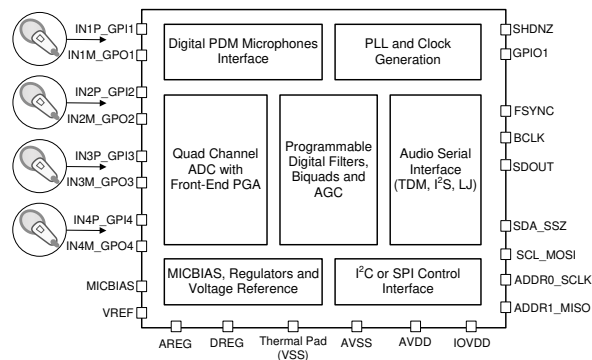 IN1P_GPI1
IN1M_GPO1
IN2P_GPI2
IN2M_GPO2
IN3P_GPI3
IN3M_GPO3
IN4P_GPI4
IN4M_GPO4
MICBIAS
VREF
Digital PDM Microphones
Interface
PLL and Clock
Generation
Quad Channel
ADC with
Front-End PGA
Programmable
Digital Filters,
Biquads and
AGC
Audio Serial
Interface
(TDM, I²S, LJ)
MICBIAS, Regulators and
Voltage Reference
I²C or SPI Control
Interface
SHDNZ
GPIO1
FSYNC
BCLK
SDOUT
SDA_SSZ
SCL_MOSI
ADDR0_SCLK
ADDR1_MISO
AREG
DREG
Thermal Pad
(VSS)
AVSS
AVDD
IOVDD